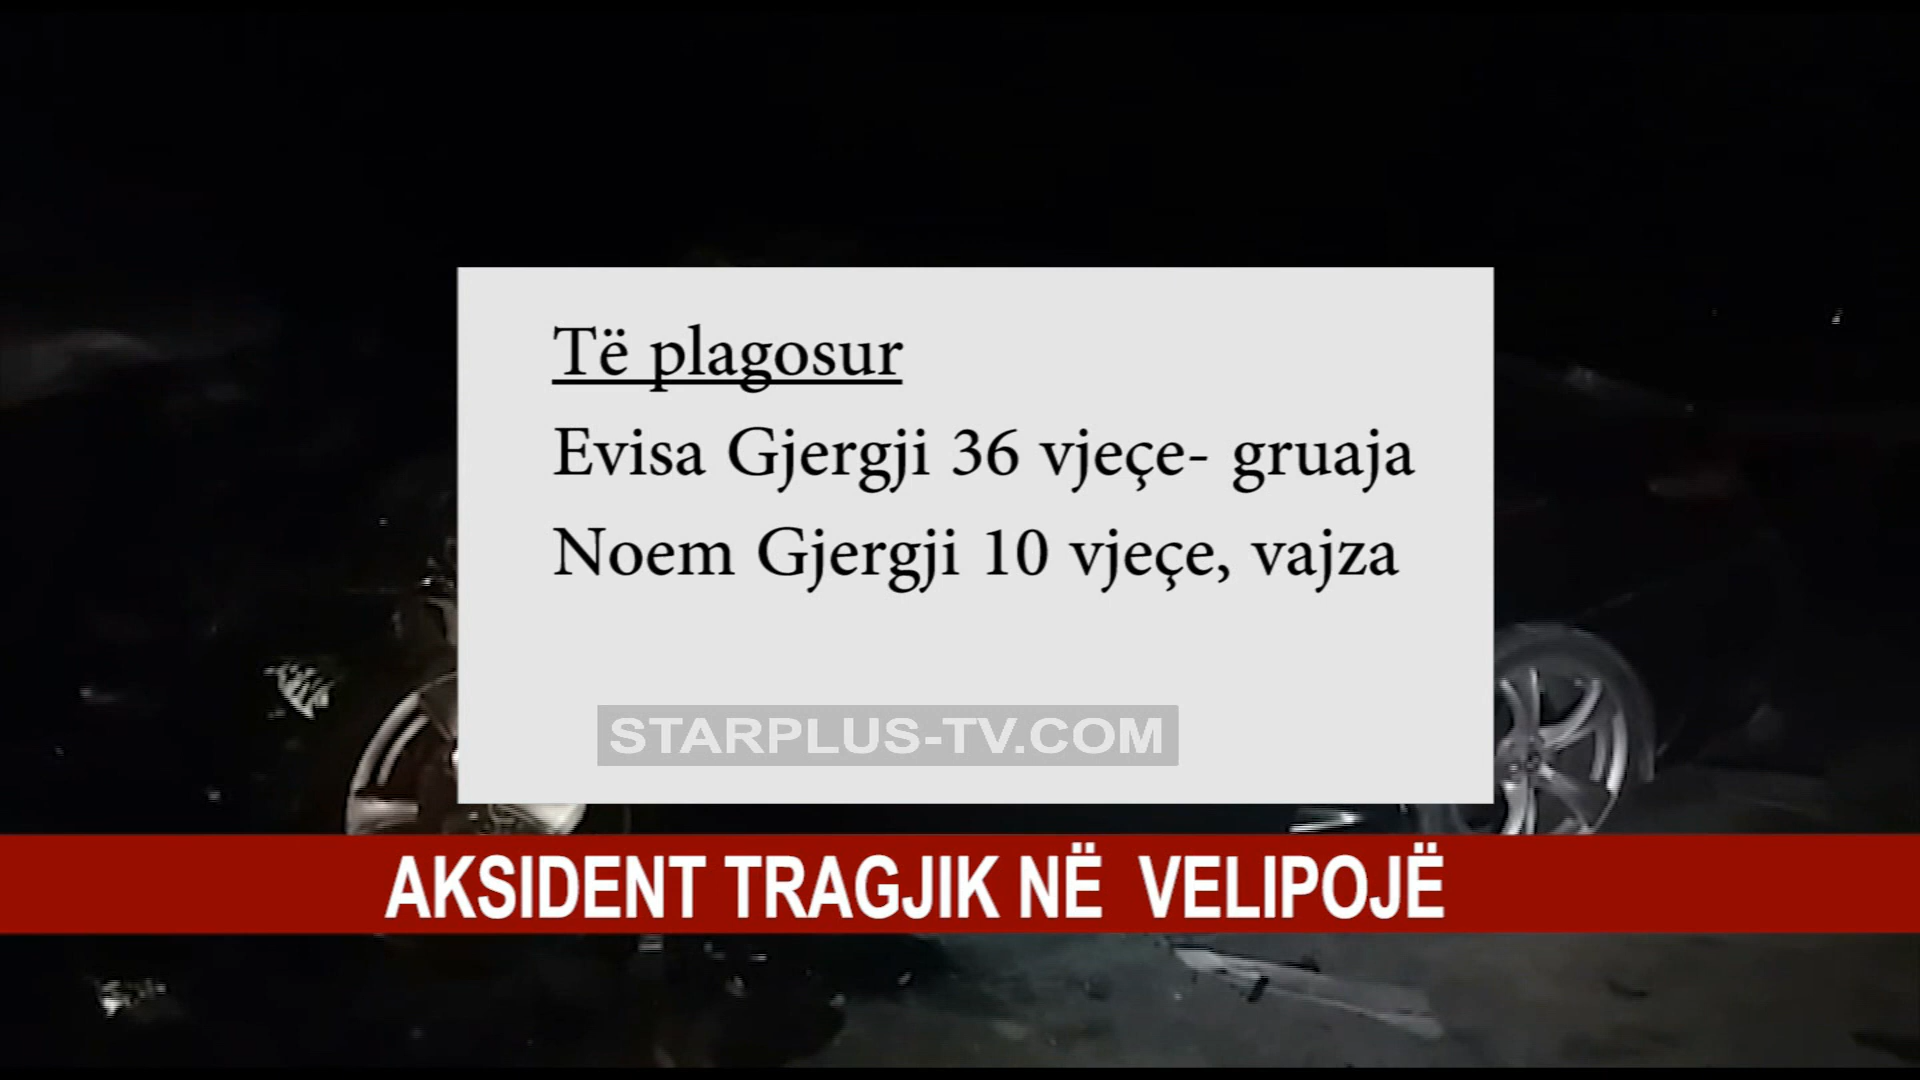 Të plagosur
Evisa Gjergji 36 vjeçe- gruaja
Noem Gjergji 10 vjeçe, vajza
STARPLUS-TV.COM
AKSIDENT TRAGJIK NË VELIPOJË